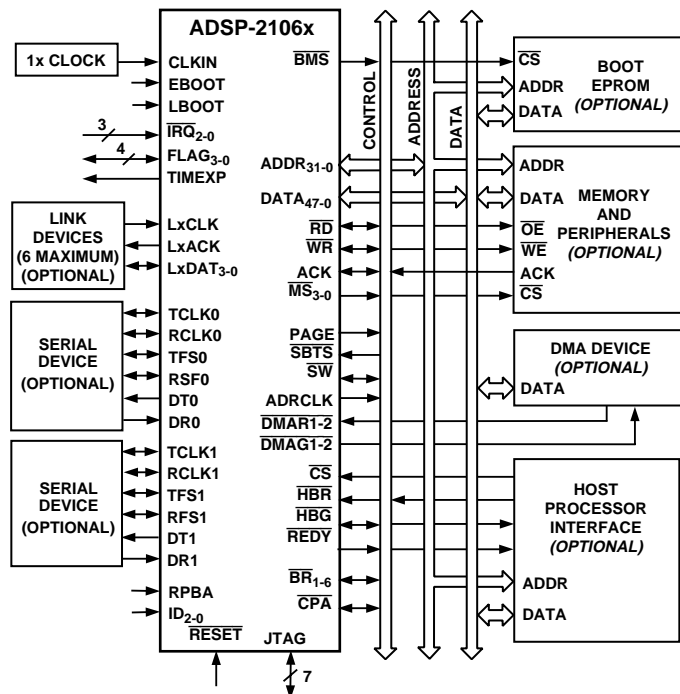 ADSP-2106x
1x CLOCK
CLKIN
EBOOT
LBOOT
3
IRQ2-0
4
FLAG3-0
TIMEXP
LINK
DEVICES
(6 MAXIMUM)
(OPTIONAL)
LxCLK
LxACK
LxDAT3-0
SERIAL
DEVICE
(OPTIONAL)
TCLK0
RCLK0
TFS0
RSF0
DT0
DR0
SERIAL
DEVICE
(OPTIONAL)
TCLK1
RCLK1
TFS1
RFS1
DT1
DR1
RPBA
ID2-0
RESET
JTAG
7
BMS
ADDR31-0
DATA47-0
RD
WR
ACK
MS3-0
PAGE
SBTS
SW
ADRCLK
DMAR1-2
DMAG1-2
CS
HBR
HBG
REDY
BR1-6
CPA
CONTROL
ADDRESS
DATA
CS
ADDR
DATA
BOOT
EPROM
(OPTIONAL)
ADDR
DATA
OE
WE
ACK
CS
MEMORY
AND
PERIPHERALS
(OPTIONAL)
DMA DEVICE
(OPTIONAL)
DATA
HOST
PROCESSOR
INTERFACE
(OPTIONAL)
ADDR
DATA